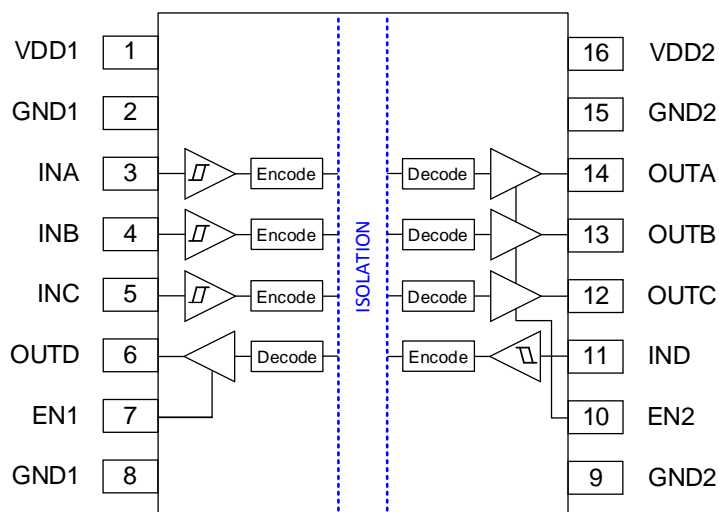 VDD1 1 16 VDD2
GND1 2 15 GND2
INA 3 Encode Decode 14 OUTA
INB 4 Encode Decode 13 OUTB
INC 5 Encode Decode 12 OUTC
OUTD 6 Decode Encode 11 IND
EN1 7 10 EN2
GND1 8 9 GND2
ISOLATION